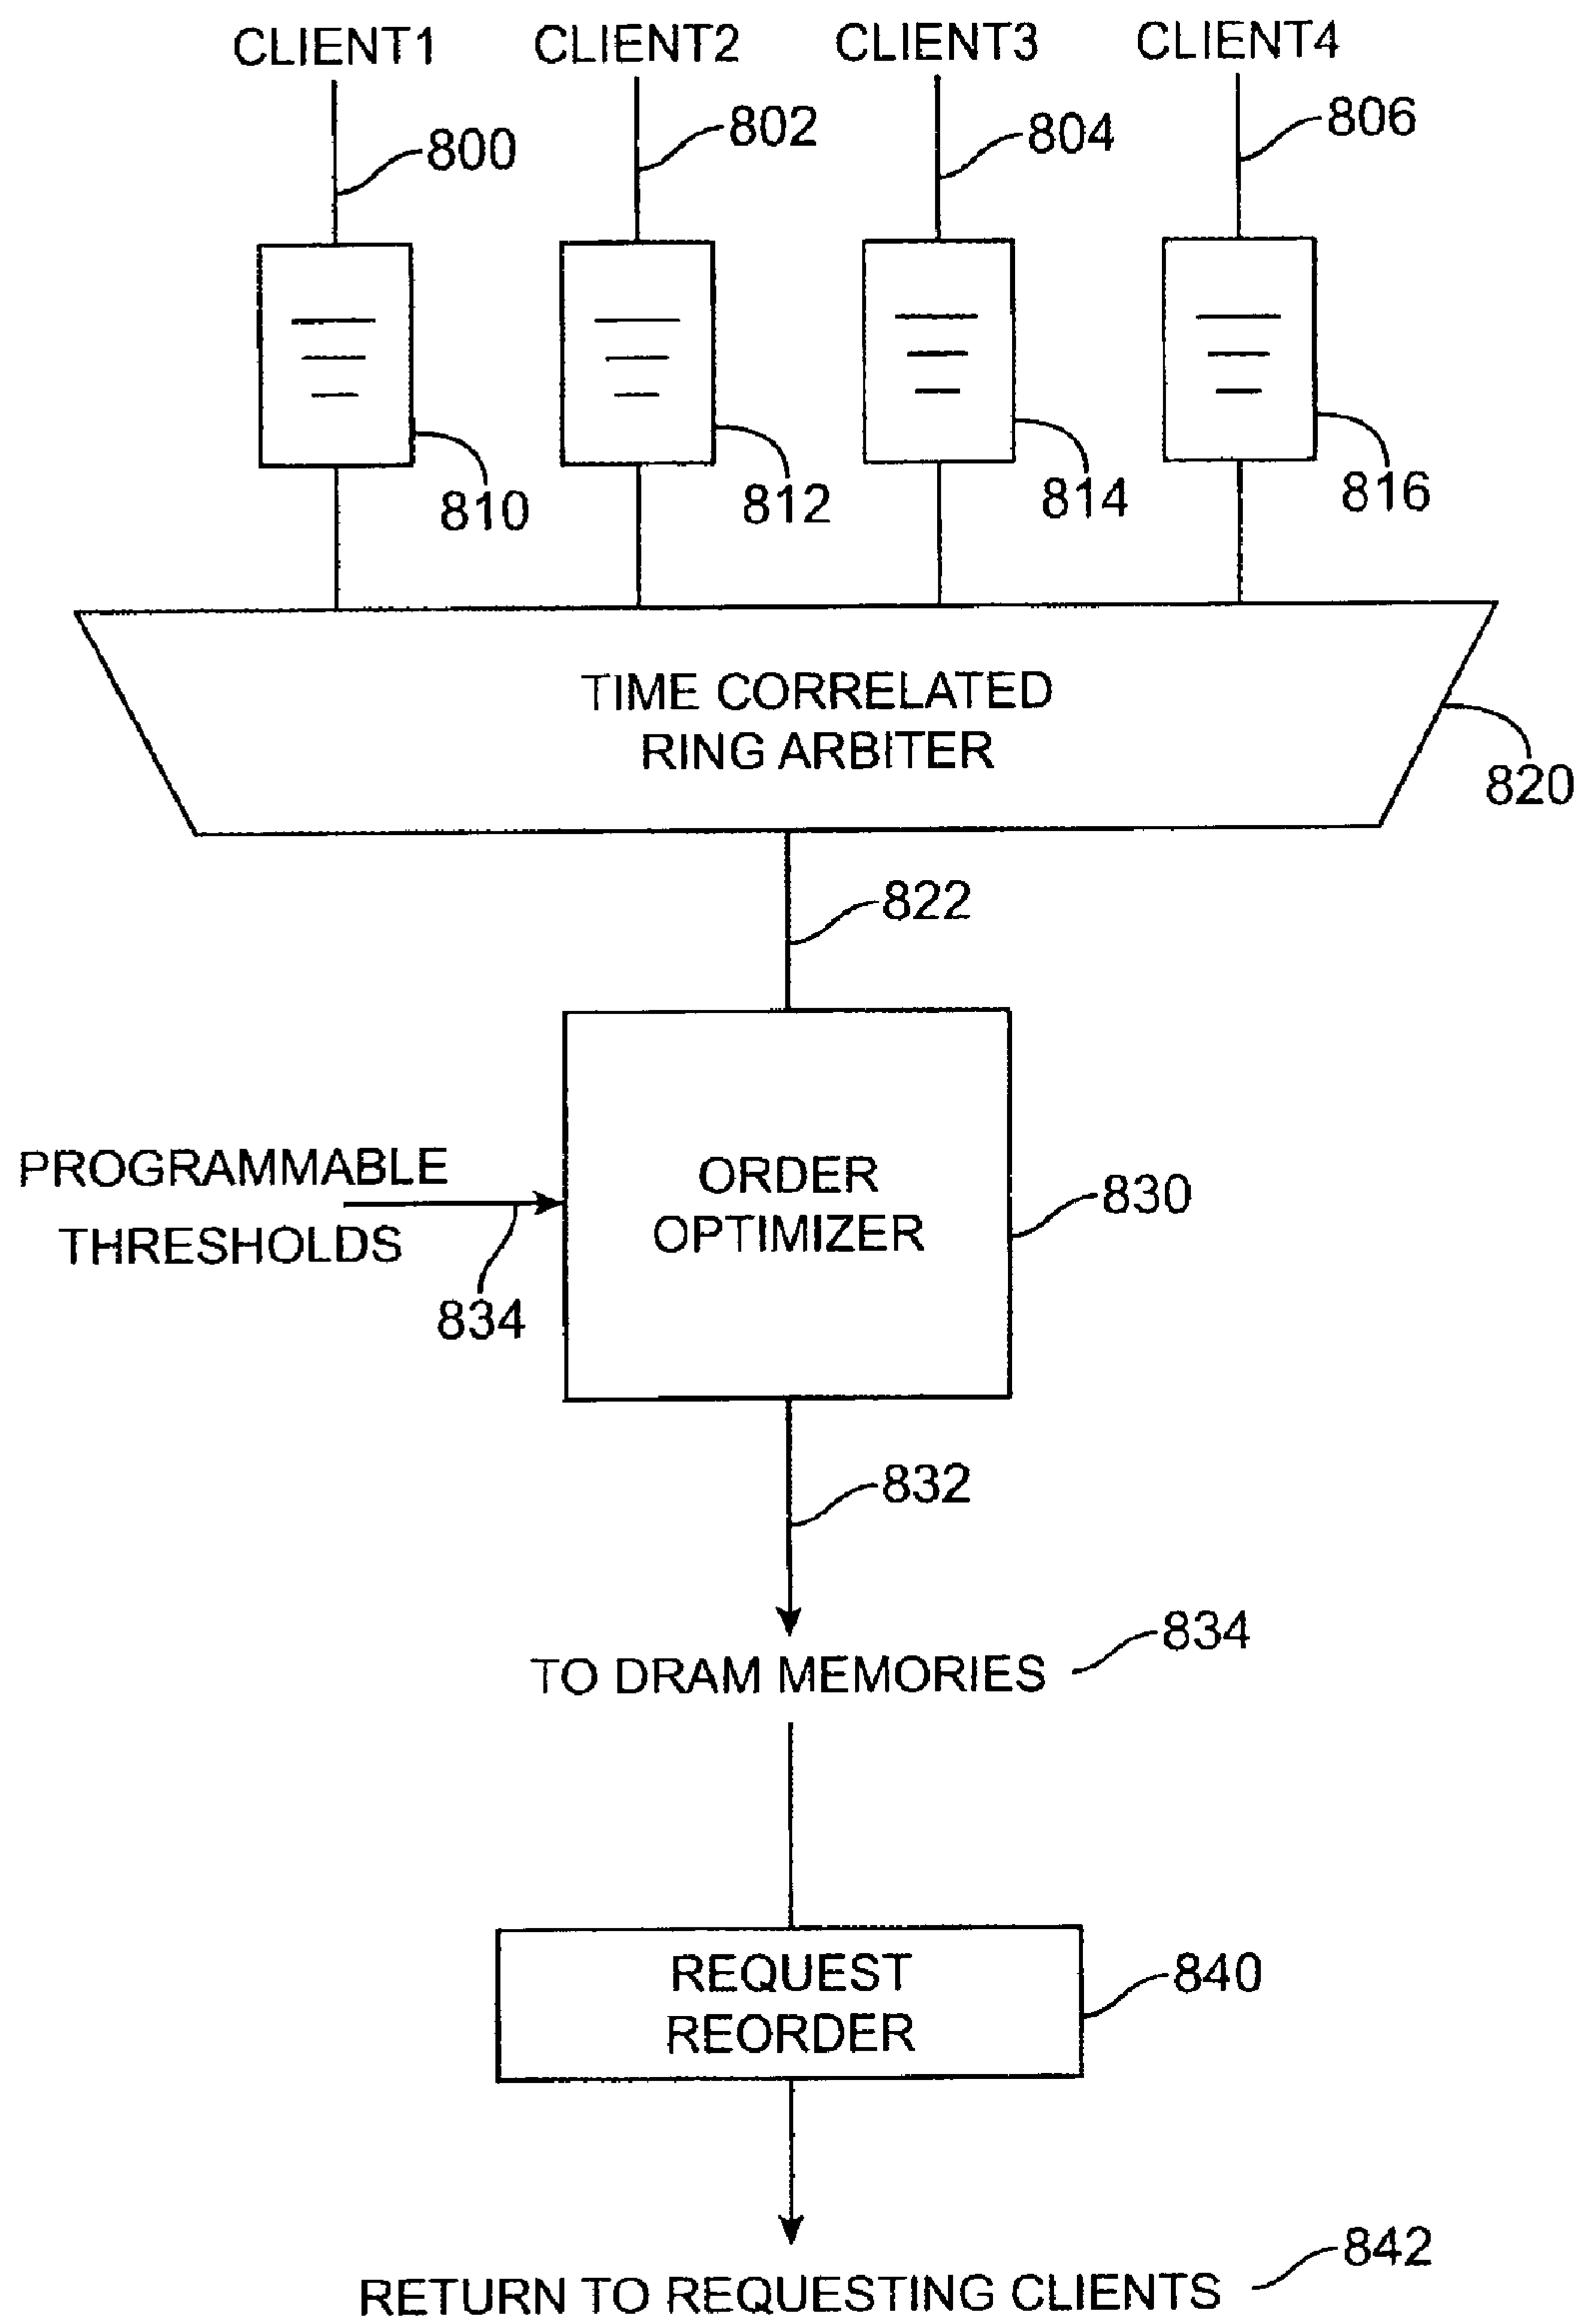 CLIENT1 CLIENT2 CLIENT3 CLIENT4
800 802 804 806
810 812 814 816
TIME CORRELATED
RING ARBITER
820
822
PROGRAMMABLE
THRESHOLDS
834
ORDER
OPTIMIZER
830
832
TO DRAM MEMORIES 834
REQUEST
REORDER
840
RETURN TO REQUESTING CLIENTS 842